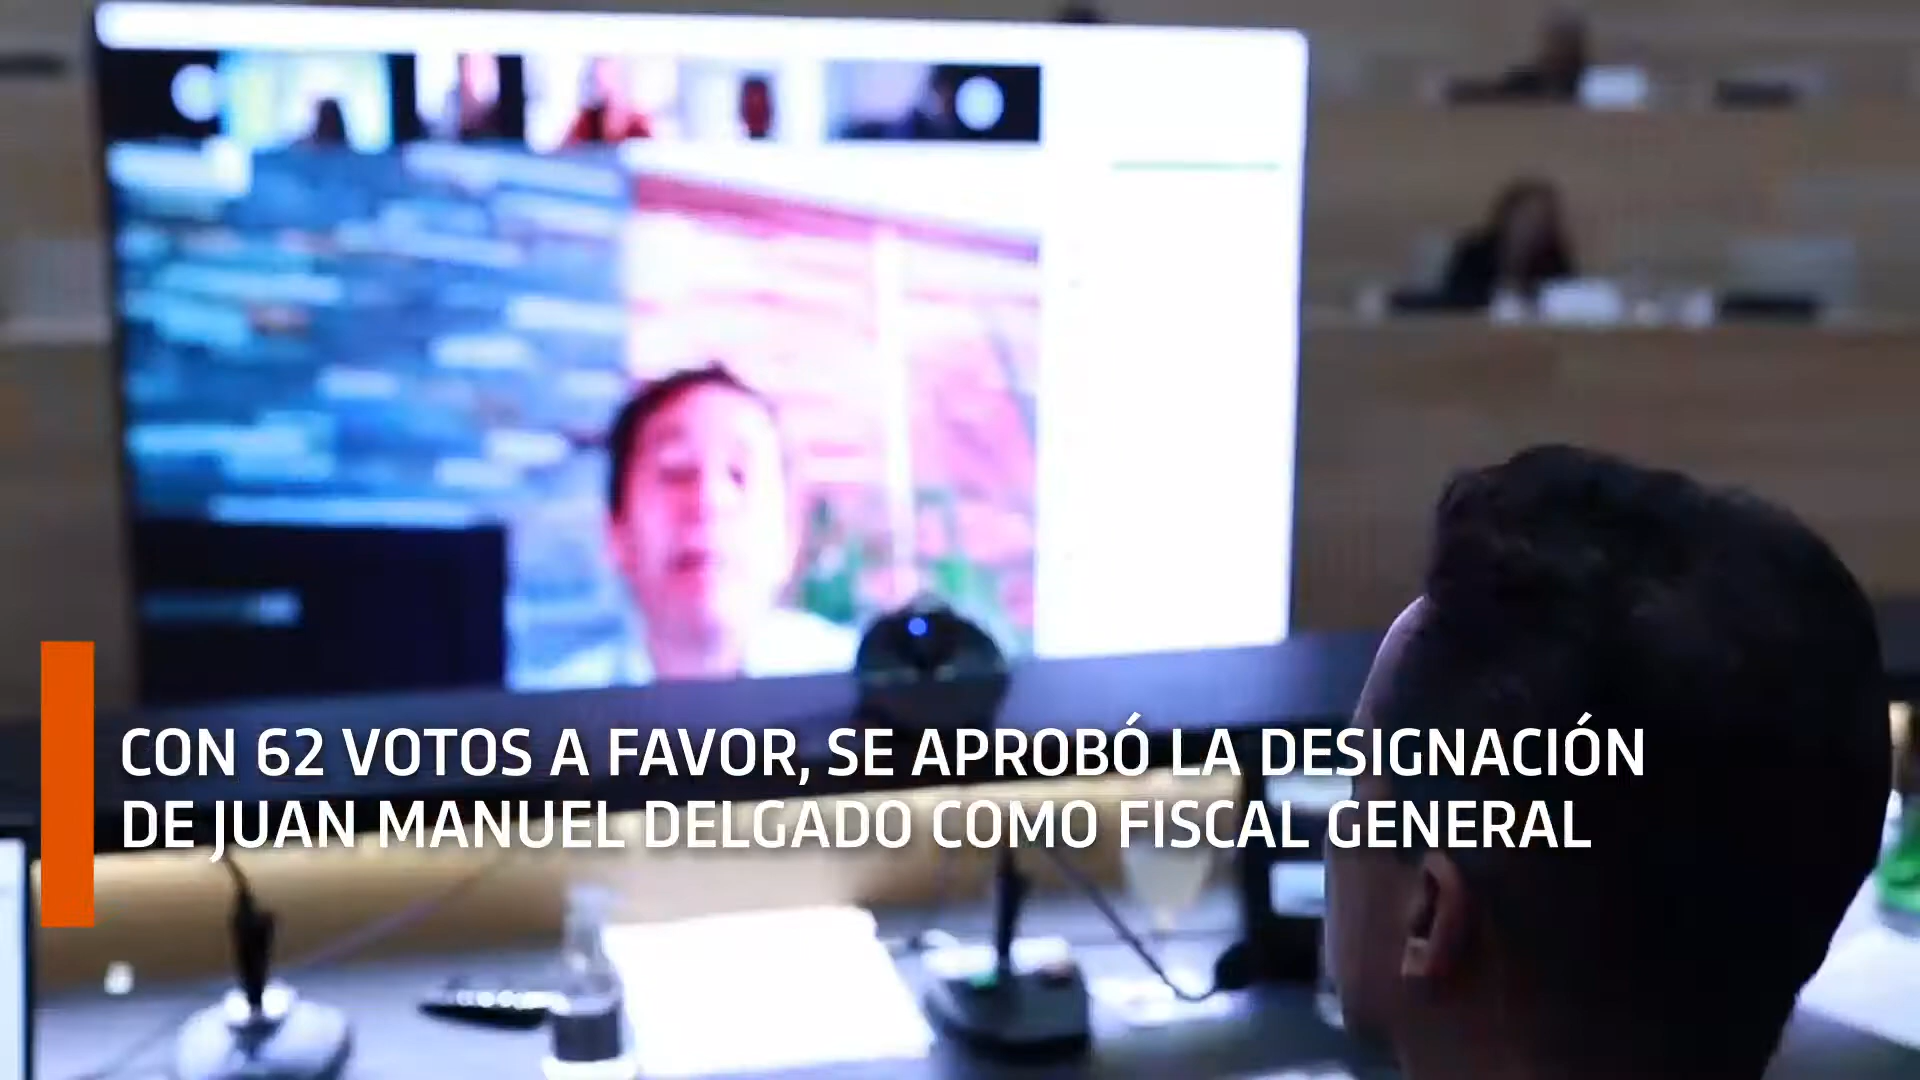 CON 62 VOTOS A FAVOR, SE APROBÓ LA DESIGNACIÓN
DE JUAN MANUEL DELGADO COMO FISCAL GENERAL